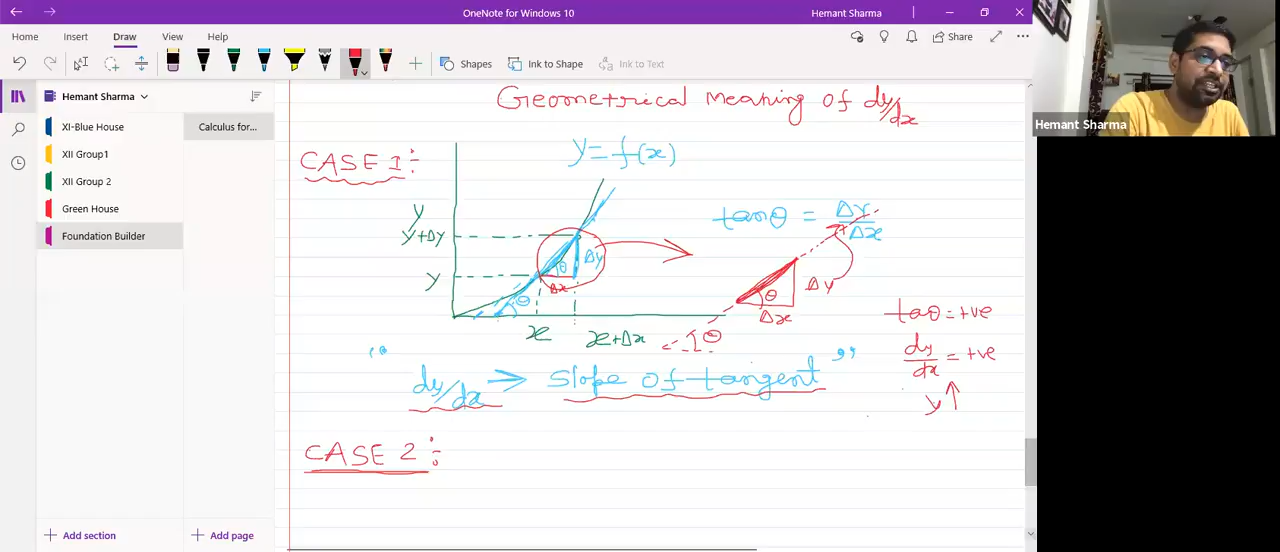 OneNote for Windows 10
Hemant Sharma
Home Insert Draw View Help
Share
Shapes
Ink to Shape
Ink to Text
Hemant Sharma
XI-Blue House
XII Group1
XII Group 2
Green House
Foundation Builder
Calculus for...
Add section
Add page
Hemant Sharma
Geometrical Meaning of dy/dx
CASE 1:
y = f(x)
y
y+Δy
y
θ
θ
Δy
Δx
x
x+Δx
tanθ = Δy/Δx
θ
Δy
Δx
θ
tanθ = +ve
dy/dx = +ve
y ↑
" dy/dx → Slope of tangent "
CASE 2: